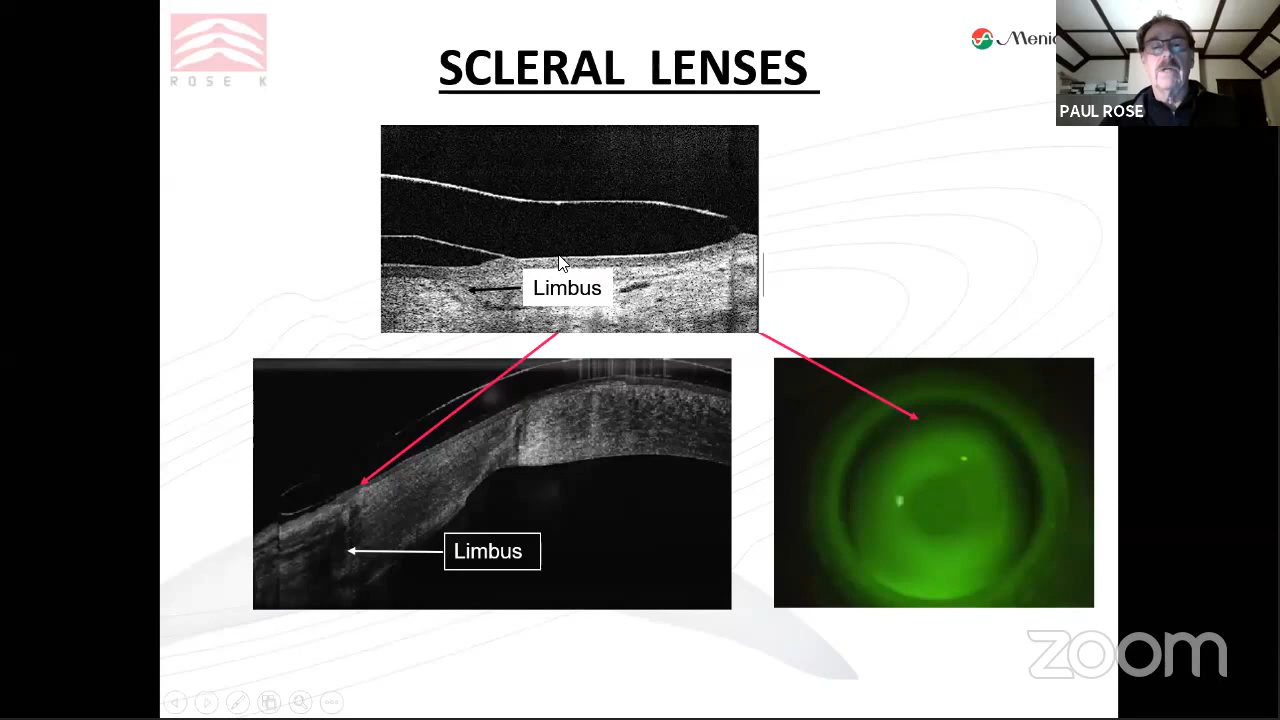 SCLERAL LENSES
ROSE K
PAUL ROSE
Limbus
Limbus
zoom